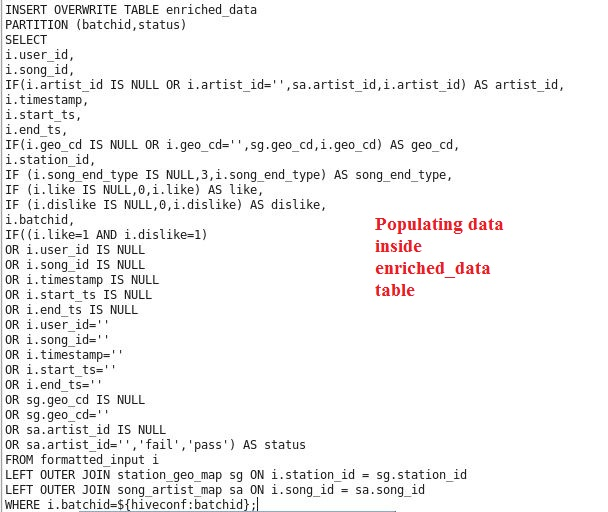 INSERT OVERWRITE TABLE enriched_data
PARTITION (batchid,status)
SELECT
i.user_id,
i.song_id,
IF(i.artist_id IS NULL OR i.artist_id='',sa.artist_id,i.artist_id) AS artist_id,
i.timestamp,
i.start_ts,
i.end_ts,
IF(i.geo_cd IS NULL OR i.geo_cd='',sg.geo_cd,i.geo_cd) AS geo_cd,
i.station_id,
IF (i.song_end_type IS NULL,3,i.song_end_type) AS song_end_type,
IF (i.like IS NULL,0,i.like) AS like,
IF (i.dislike IS NULL,0,i.dislike) AS dislike,
i.batchid,
IF((i.like=1 AND i.dislike=1)
OR i.user_id IS NULL
OR i.song_id IS NULL
OR i.timestamp IS NULL
OR i.start_ts IS NULL
OR i.end_ts IS NULL
OR i.user_id=''
OR i.song_id=''
OR i.timestamp=''
OR i.start_ts=''
OR i.end_ts=''
OR sg.geo_cd IS NULL
OR sg.geo_cd=''
OR sa.artist_id IS NULL
OR sa.artist_id='','fail','pass') AS status
FROM formatted_input i
LEFT OUTER JOIN station_geo_map sg ON i.station_id = sg.station_id
LEFT OUTER JOIN song_artist_map sa ON i.song_id = sa.song_id
WHERE i.batchid=${hiveconf:batchid};
Populating data
inside
enriched_data
table